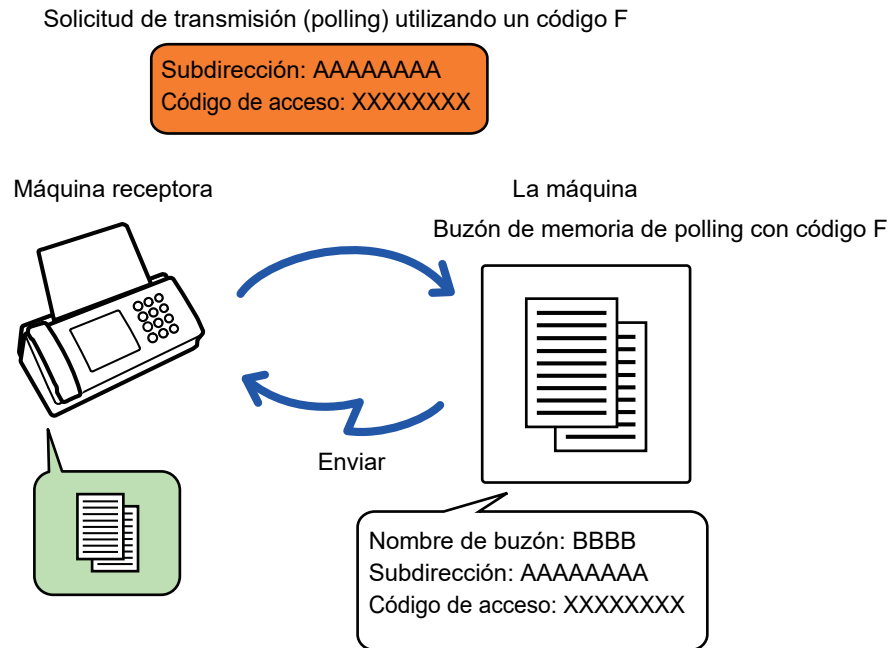 Solicitud de transmisión (polling) utilizando un código F
Subdirección: AAAAAAAA
Código de acceso: XXXXXXXX
Máquina receptora
La máquina
Buzón de memoria de polling con código F
Enviar
Nombre de buzón: BBBB
Subdirección: AAAAAAAA
Código de acceso: XXXXXXXX